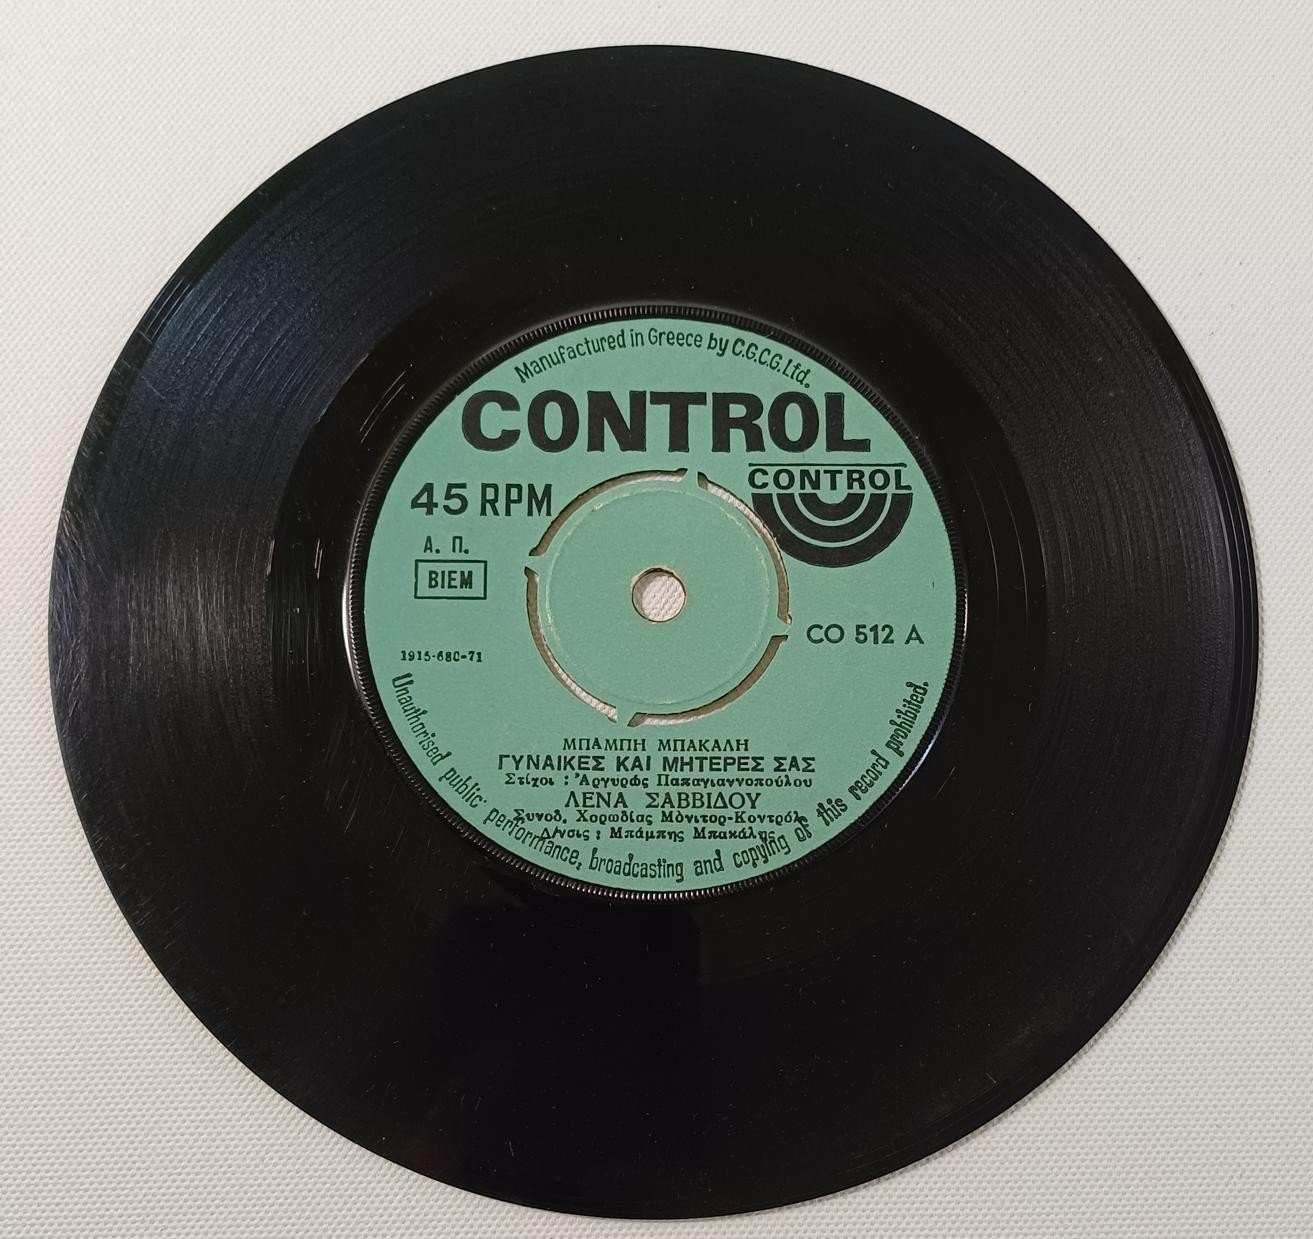 Manufactured in Greece by C.G.C.G. Ltd.
CONTROL
CONTROL
45 RPM
Α. Π.
BIEM
CO 512 A
1915-680-71
ΜΠΑΜΠΗ ΜΠΑΚΑΛΗ
ΓΥΝΑΙΚΕΣ ΚΑΙ ΜΗΤΕΡΕΣ ΣΑΣ
Στίχοι : Ἀργυρῶς Παπαγιαννοπούλου
ΛΕΝΑ ΣΑΒΒΙΔΟΥ
Συνοδ. Χορωδίας Μόνιτορ-Κοντρόλ
Δ/νσις : Μπάμπης Μπακάλης
Unauthorised public performance, broadcasting and copying of this record prohibited.